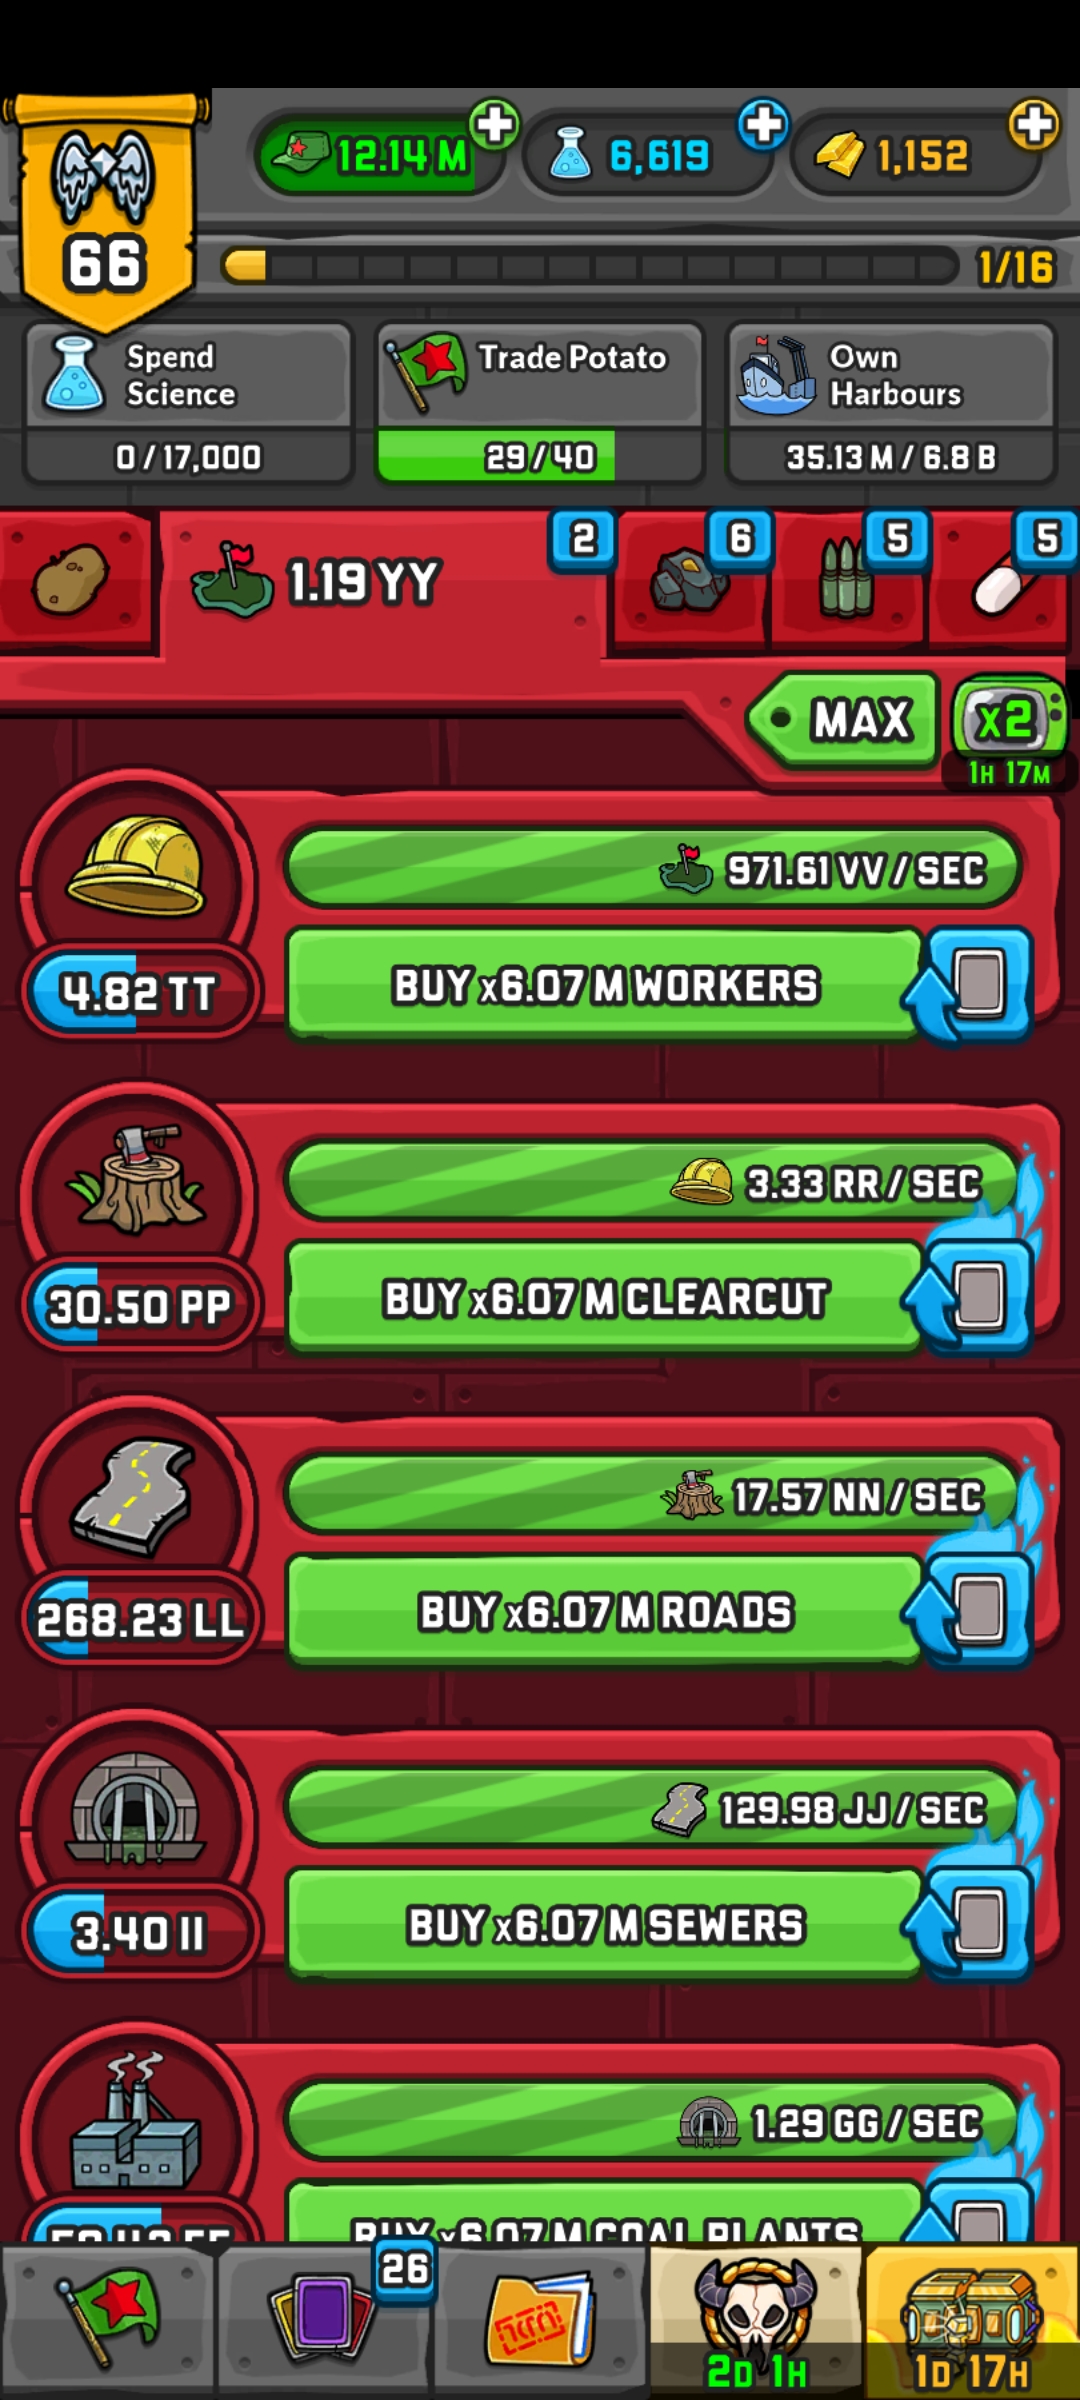 12.14 M
6,619
1,152
66
1/16
Spend
Science
0 / 17,000
Trade Potato
29 / 40
Own
Harbours
35.13 M / 6.8 B
1.19 YY
2
6
5
5
MAX
x2
1H 17M
971.61 VV / SEC
4.82 TT
BUY x6.07 M WORKERS
3.33 RR / SEC
30.50 PP
BUY x6.07 M CLEARCUT
17.57 NN / SEC
268.23 LL
BUY x6.07 M ROADS
129.98 JJ / SEC
3.40 II
BUY x6.07 M SEWERS
1.29 GG / SEC
BUY x6.07 M COAL PLANTS
26
2D 1H
1D 17H